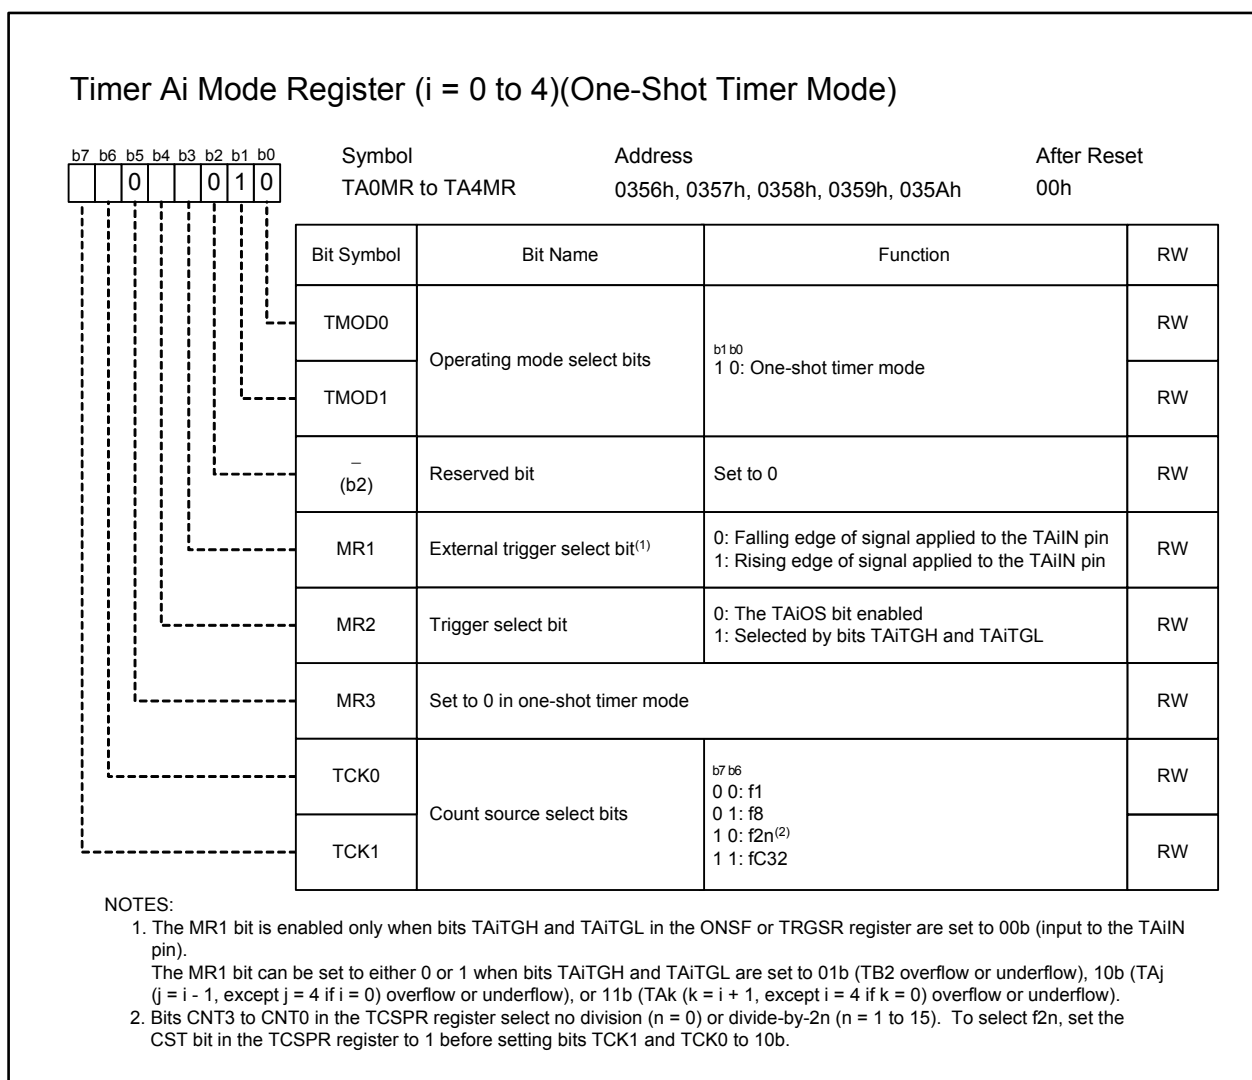 Timer Ai Mode Register (i = 0 to 4)(One-Shot Timer Mode)
b7 b6 b5 b4 b3 b2 b1 b0
0 0 1 0
Symbol Address After Reset
TA0MR to TA4MR 0356h, 0357h, 0358h, 0359h, 035Ah 00h
Bit Symbol Bit Name Function RW
TMOD0 RW
Operating mode select bits
b1 b0
1 0: One-shot timer mode
TMOD1 RW
–
(b2) Reserved bit Set to 0 RW
MR1 External trigger select bit(1) 0: Falling edge of signal applied to the TAiIN pin RW
1: Rising edge of signal applied to the TAiIN pin
MR2 Trigger select bit 0: The TAiOS bit enabled RW
1: Selected by bits TAiTGH and TAiTGL
MR3 Set to 0 in one-shot timer mode RW
TCK0 RW
Count source select bits
b7 b6
0 0: f1
0 1: f8
1 0: f2n(2)
1 1: fC32
TCK1 RW
NOTES:
1. The MR1 bit is enabled only when bits TAiTGH and TAiTGL in the ONSF or TRGSR register are set to 00b (input to the TAiIN
pin).
The MR1 bit can be set to either 0 or 1 when bits TAiTGH and TAiTGL are set to 01b (TB2 overflow or underflow), 10b (TAj
(j = i - 1, except j = 4 if i = 0) overflow or underflow), or 11b (TAk (k = i + 1, except i = 4 if k = 0) overflow or underflow).
2. Bits CNT3 to CNT0 in the TCSPR register select no division (n = 0) or divide-by-2n (n = 1 to 15). To select f2n, set the
CST bit in the TCSPR register to 1 before setting bits TCK1 and TCK0 to 10b.